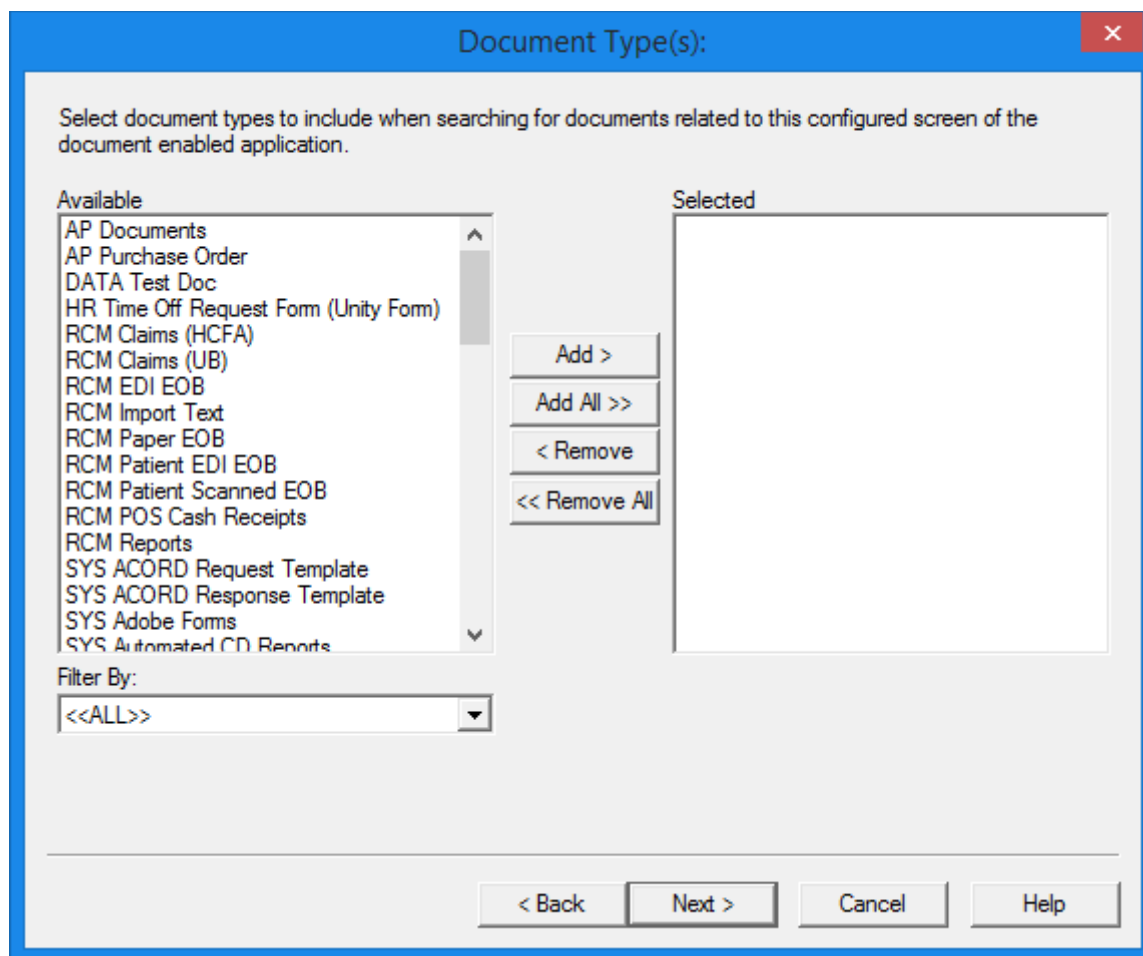 Document Type(s):
Select document types to include when searching for documents related to this configured screen of the
document enabled application.
Available
AP Documents
AP Purchase Order
DATA Test Doc
HR Time Off Request Form (Unity Form)
RCM Claims (HCFA)
RCM Claims (UB)
RCM EDI EOB
RCM Import Text
RCM Paper EOB
RCM Patient EDI EOB
RCM Patient Scanned EOB
RCM POS Cash Receipts
RCM Reports
SYS ACORD Request Template
SYS ACORD Response Template
SYS Adobe Forms
SYS Automated CD Reports
Filter By:
<<ALL>>
Add >
Add All >>
< Remove
<< Remove All
Selected
< Back
Next >
Cancel
Help